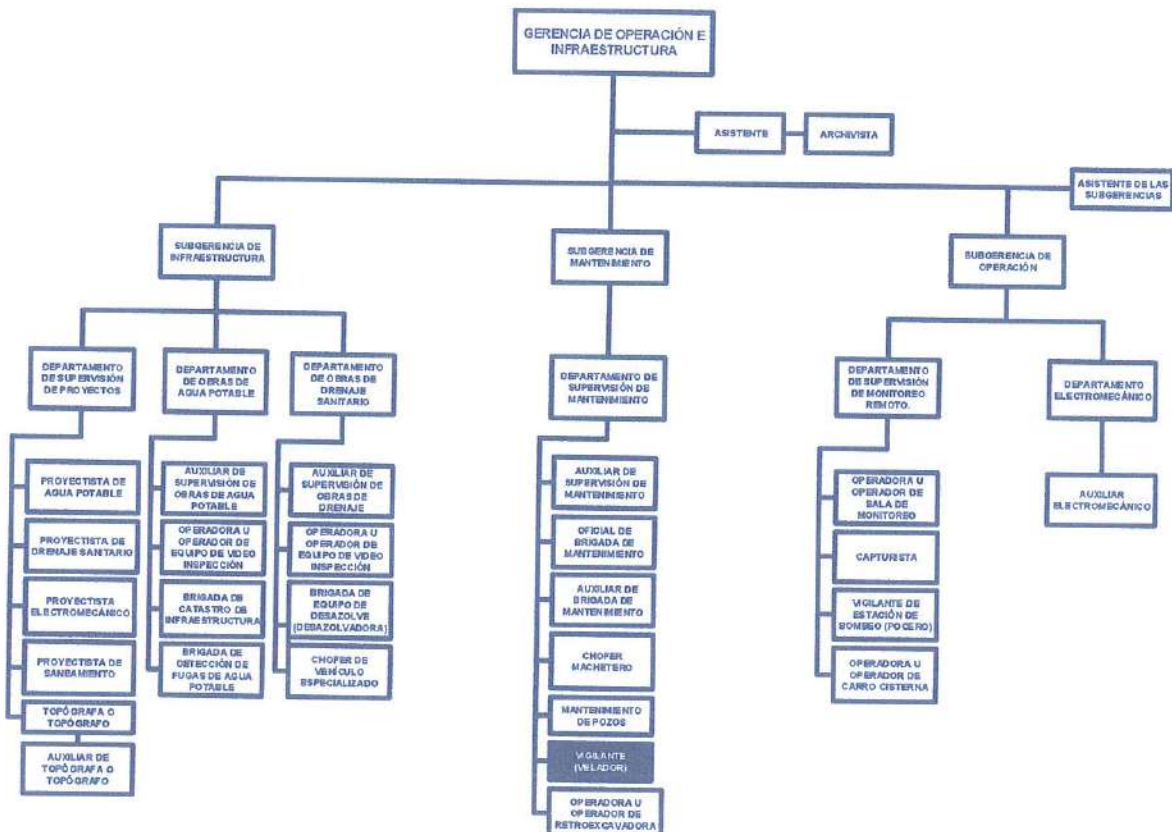 GERENCIA DE OPERACIÓN E
INFRAESTRUCTURA
ASISTENTE
ARCHIVISTA
ASISTENTE DE LAS
SUBGERENCIAS
SUBGERENCIA DE
INFRAESTRUCTURA
SUBGERENCIA DE
MANTENIMIENTO
SUBGERENCIA DE
OPERACIÓN
DEPARTAMENTO
DE SUPERVISIÓN
DE PROYECTOS
DEPARTAMENTO
DE OBRAS DE
AGUA POTABLE
DEPARTAMENTO
DE OBRAS DE
DRENAJE
SANITARIO
DEPARTAMENTO DE
SUPERVISIÓN DE
MANTENIMIENTO
DEPARTAMENTO
DE SUPERVISIÓN
DE MONITOREO
REMOTO.
DEPARTAMENTO
ELECTROMECÁNICO
PROYECTISTA DE
AGUA POTABLE
PROYECTISTA
DE DRENAJE SANITARIO
PROYECTISTA
ELECTROMECÁNICO
PROYECTISTA DE
SANEAMIENTO
TOPÓGRAFA O
TOPÓGRAFO
AUXILIAR DE
TOPÓGRAFA O
TOPÓGRAFO
AUXILIAR DE
SUPERVISIÓN DE
OBRAS DE AGUA
POTABLE
OPERADORA U
OPERADOR DE
EQUIPO DE VIDEO
INSPECCIÓN
BRIGADA DE
CATASTRO DE
INFRAESTRUCTURA
BRIGADA DE
DETECCIÓN DE
FUGAS DE AGUA
POTABLE
AUXILIAR DE
SUPERVISIÓN DE
OBRAS DE
DRENAJE
OPERADORA U
OPERADOR DE
EQUIPO DE VIDEO
INSPECCIÓN
BRIGADA DE
EQUIPO DE
DESAZOLVE
(DESAZOLVADORA)
CHOFER DE
VEHÍCULO
ESPECIALIZADO
AUXILIAR DE
SUPERVISIÓN DE
MANTENIMIENTO
OFICIAL DE
BRIGADA DE
MANTENIMIENTO
AUXILIAR DE
BRIGADA DE
MANTENIMIENTO
CHOFER
MACHETERO
MANTENIMIENTO
DE POZOS
VIGILANTE
(VELADOR)
OPERADORA U
OPERADOR DE
RETROEXCAVADORA
OPERADORA U
OPERADOR DE
SALA DE
MONITOREO
CAPTURISTA
VIGILANTE DE
ESTACIÓN DE
BOMBEO (POCERO)
OPERADORA U
OPERADOR DE
CARRO CISTERNA
AUXILIAR
ELECTROMECÁNICO